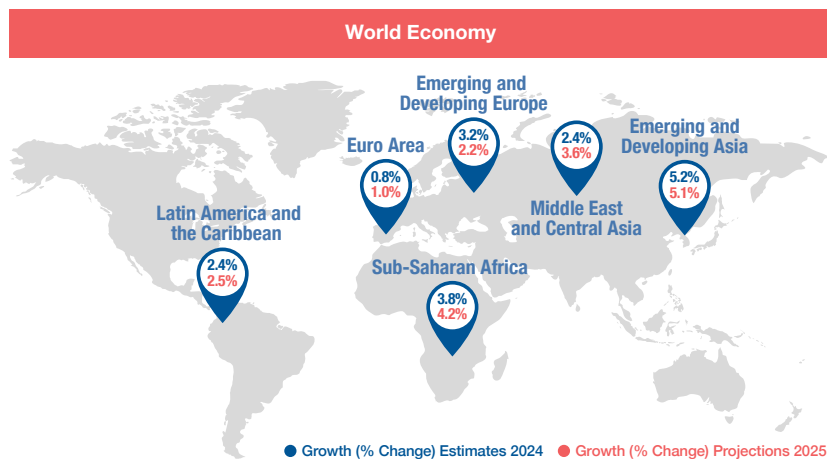 World Economy
Emerging and
Developing Europe
3.2%
2.2%
2.4%
3.6%
Middle East
and Central Asia
Emerging and
Developing Asia
5.2%
5.1%
Euro Area
0.8%
1.0%
Latin America and
the Caribbean
2.4%
2.5%
Sub-Saharan Africa
3.8%
4.2%
Growth (% Change) Estimates 2024
Growth (% Change) Projections 2025